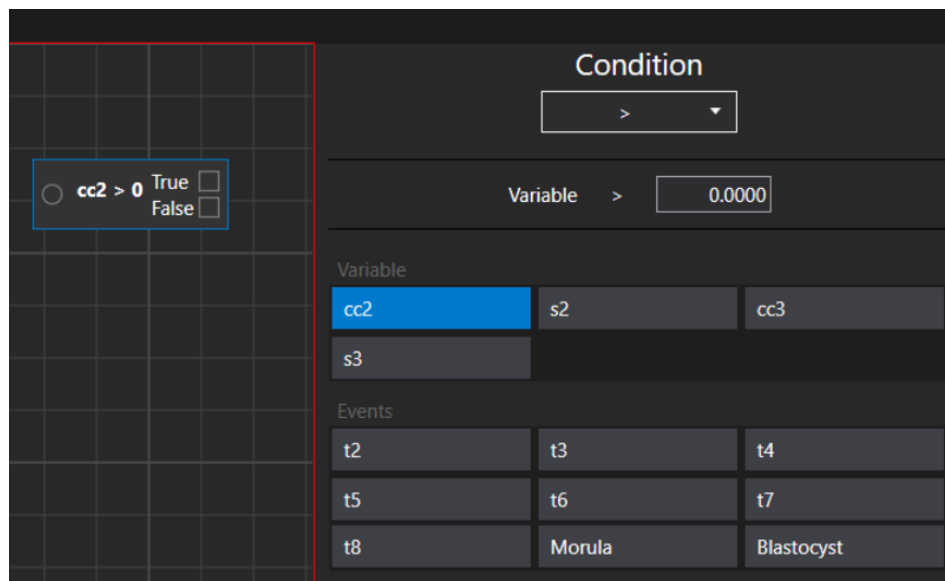 Condition
>
cc2 > 0 True
False
Variable > 0.0000
Variable
cc2 s2 cc3
s3
Events
t2 t3 t4
t5 t6 t7
t8 Morula Blastocyst